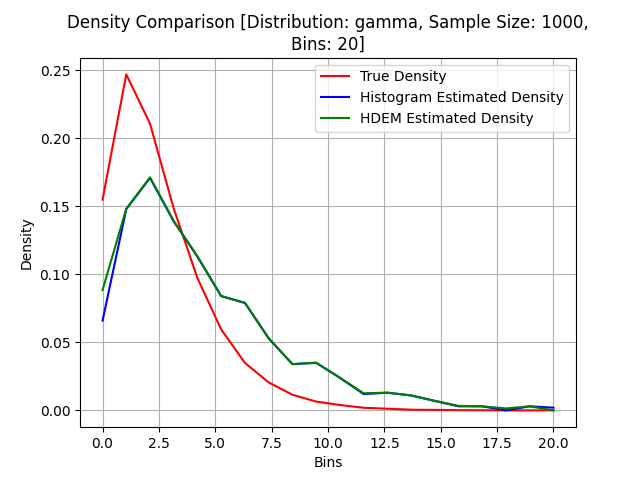 Density Comparison [Distribution: gamma, Sample Size: 1000,
Bins: 20]
True Density
Histogram Estimated Density
HDEM Estimated Density
Density
0.25
0.20
0.15
0.10
0.05
0.00
0.0 2.5 5.0 7.5 10.0 12.5 15.0 17.5 20.0
Bins